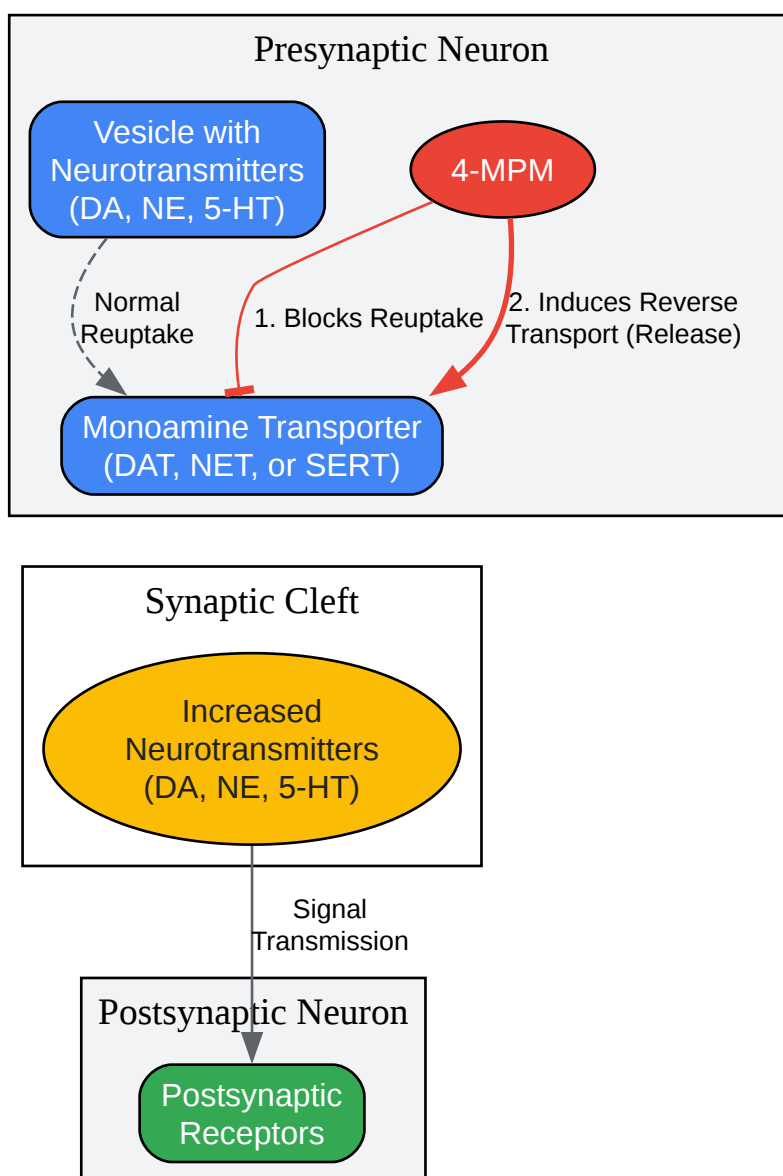 Presynaptic Neuron
Vesicle with
Neurotransmitters
(DA, NE, 5-HT)
4-MPM
Normal
Reuptake
1. Blocks Reuptake
2. Induces Reverse
Transport (Release)
Monoamine Transporter
(DAT, NET, or SERT)
Synaptic Cleft
Increased
Neurotransmitters
(DA, NE, 5-HT)
Signal
Transmission
Postsynaptic Neuron
Postsynaptic
Receptors